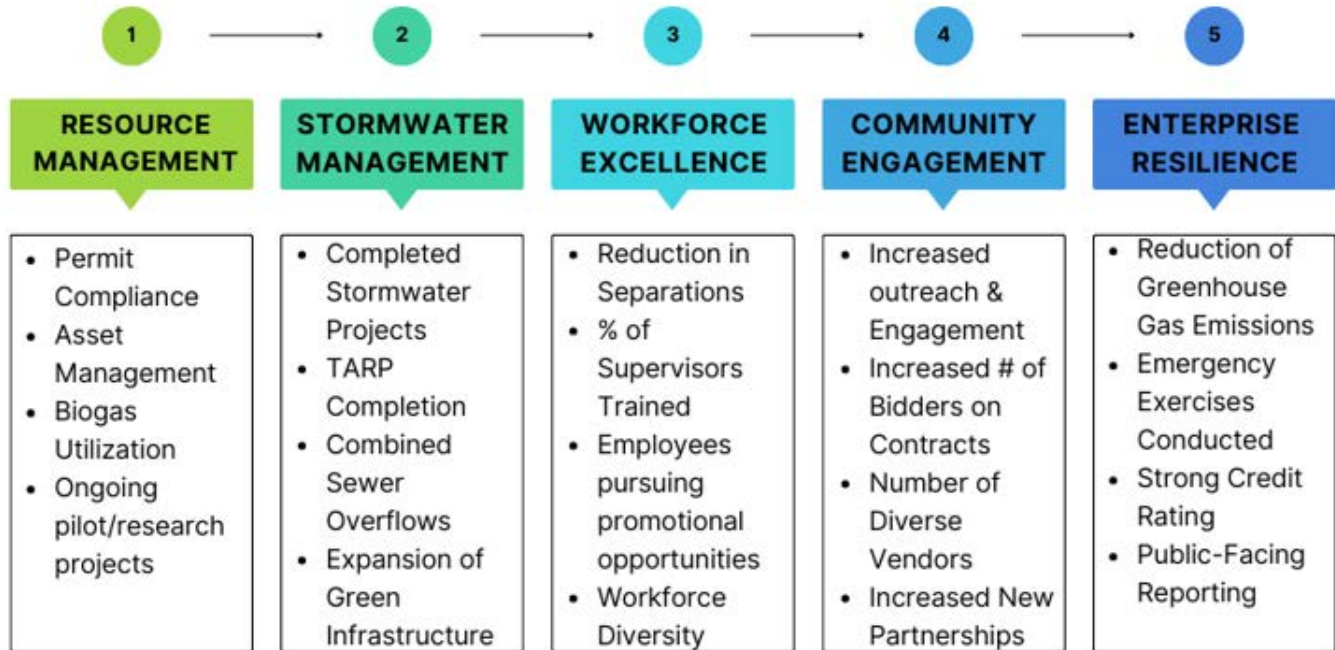 1
2
3
4
5
RESOURCE
MANAGEMENT
• Permit
Compliance
• Asset
Management
• Biogas
Utilization
• Ongoing
pilot/research
projects
STORMWATER
MANAGEMENT
• Completed
Stormwater
Projects
• TARP
Completion
• Combined
Sewer
Overflows
• Expansion of
Green
Infrastructure
WORKFORCE
EXCELLENCE
• Reduction in
Separations
• % of
Supervisors
Trained
• Employees
pursuing
promotional
opportunities
• Workforce
Diversity
COMMUNITY
ENGAGEMENT
• Increased
outreach &
Engagement
• Increased # of
Bidders on
Contracts
• Number of
Diverse
Vendors
• Increased New
Partnerships
ENTERPRISE
RESILIENCE
• Reduction of
Greenhouse
Gas Emissions
• Emergency
Exercises
Conducted
• Strong Credit
Rating
• Public-Facing
Reporting